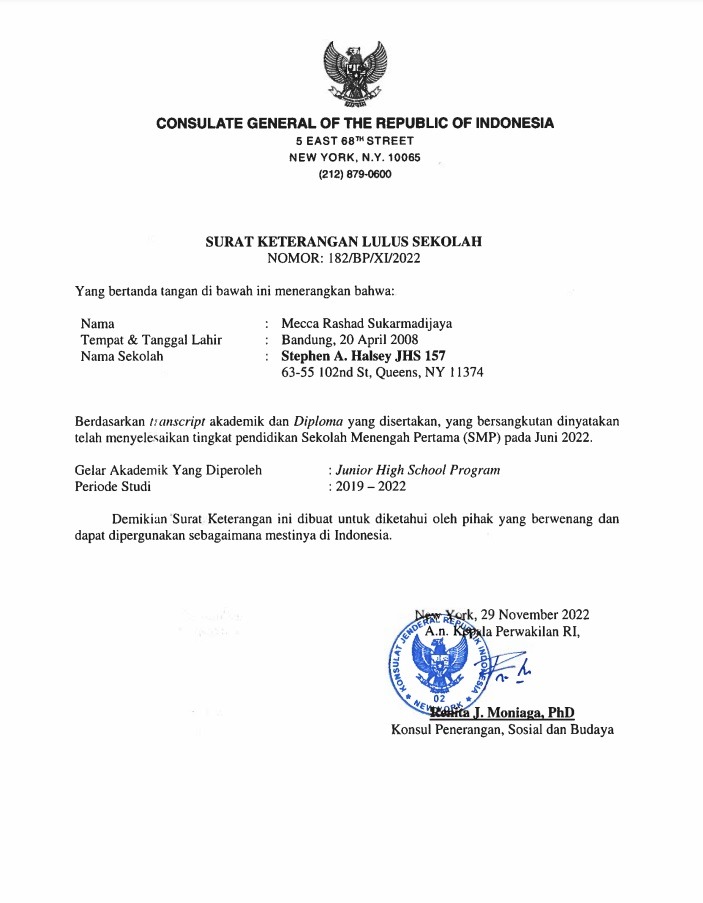 CONSULATE GENERAL OF THE REPUBLIC OF INDONESIA
5 EAST 68TH STREET
NEW YORK, N.Y. 10065
(212) 879-0600
SURAT KETERANGAN LULUS SEKOLAH
NOMOR: 182/BP/XI/2022
Yang bertanda tangan di bawah ini menerangkan bahwa:
Nama : Mecca Rashad Sukarmadijaya
Tempat & Tanggal Lahir : Bandung, 20 April 2008
Nama Sekolah : Stephen A. Halsey JHS 157
63-55 102nd St, Queens, NY 11374
Berdasarkan transcript akademik dan Diploma yang disertakan, yang bersangkutan dinyatakan
telah menyelesaikan tingkat pendidikan Sekolah Menengah Pertama (SMP) pada Juni 2022.
Gelar Akademik Yang Diperoleh : Junior High School Program
Periode Studi : 2019 – 2022
Demikian Surat Keterangan ini dibuat untuk diketahui oleh pihak yang berwenang dan
dapat dipergunakan sebagaimana mestinya di Indonesia.
New York, 29 November 2022
A.n. Kepala Perwakilan RI,
KONSULAT JENDERAL REPUBLIK INDONESIA
02
NEW YORK
J. Moniaga, PhD
Konsul Penerangan, Sosial dan Budaya